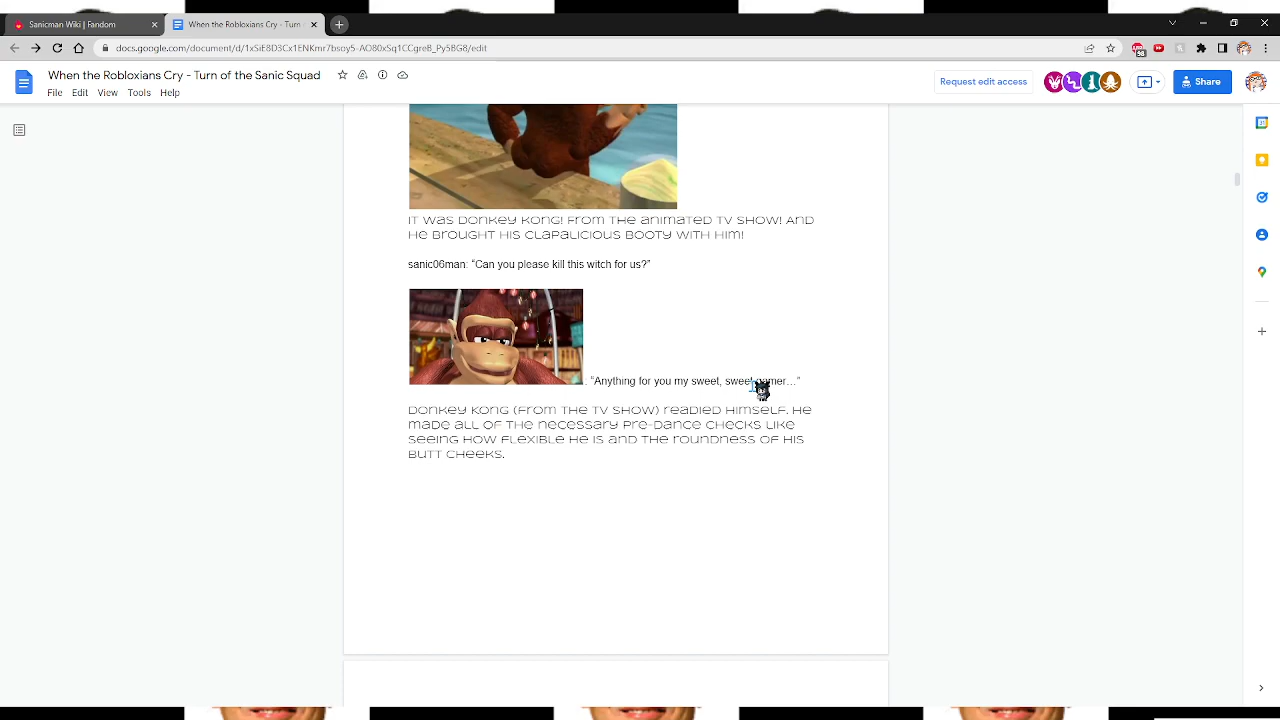 Sanicman Wiki | Fandom
When the Robloxians Cry - Turn
docs.google.com/document/d/1xSiE8D3Cx1ENKmr7bsoy5-AO80xSq1CCgreB_Py5BG8/edit
When the Robloxians Cry - Turn of the Sanic Squad
Request edit access
Share
File Edit View Tools Help
IT WAS DONKEY KONG! FROM THE ANIMATED TV SHOW! AND
HE BROUGHT HIS CLAPALICIOUS BOOTY WITH HIM!
sanic06man: “Can you please kill this witch for us?”
. “Anything for you my sweet, sweet gamer...”
DONKEY KONG (FROM THE TV SHOW) READIED HIMSELF. HE
MADE ALL OF THE NECESSARY PRE-DANCE CHECKS LIKE
SEEING HOW FLEXIBLE HE IS AND THE ROUNDNESS OF HIS
BUTT CHEEKS.